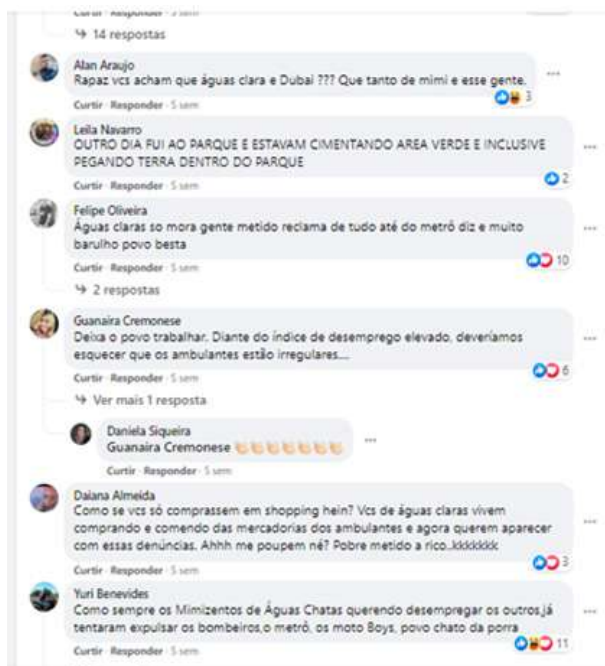 Curtir Responder 5 sem
14 respostas
Alan Araujo
Rapaz vcs acham que águas clara e Dubai ??? Que tanto de mimi e esse gente.
3
Curtir · Responder · 5 sem
Leila Navarro
OUTRO DIA FUI AO PARQUE E ESTAVAM CIMENTANDO AREA VERDE E INCLUSIVE
PEGANDO TERRA DENTRO DO PARQUE
2
Curtir · Responder · 5 sem
Felipe Oliveira
Águas claras so mora gente metido reclama de tudo até do metrô diz e muito
barulho povo besta
10
Curtir · Responder · 5 sem
2 respostas
Guanaira Cremonese
Deixa o povo trabalhar. Diante do índice de desemprego elevado, deveríamos
esquecer que os ambulantes estão irregulares....
6
Curtir · Responder · 5 sem
Ver mais 1 resposta
Daniela Siqueira
Guanaira Cremonese 👏🏻👏🏻👏🏻👏🏻👏🏻👏🏻👏🏻
Curtir · Responder · 5 sem
Daiana Almeida
Como se vcs só comprassem em shopping hein? Vcs de águas claras vivem
comprando e comendo das mercadorias dos ambulantes e agora querem aparecer
com essas denúncias. Ahhh me poupem né? Pobre metido a rico..kkkkkkk
3
Curtir · Responder · 5 sem
Yuri Benevides
Como sempre os Mimizentos de Águas Chatas querendo desempregar os outros,já
tentaram expulsar os bombeiros,o metrô, os moto Boys, povo chato da porra
11
Curtir · Responder · 5 sem